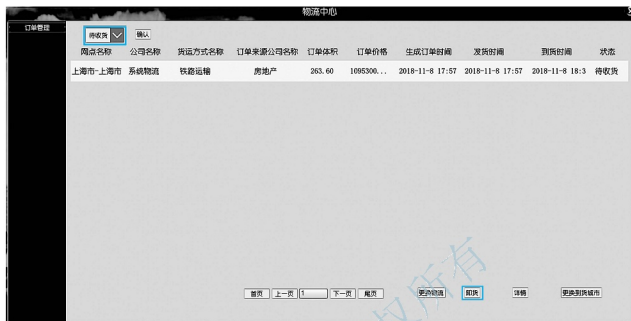 物流中心
订单管理
待收货 确认
网点名称 公司名称 货运方式名称 订单来源公司名称 订单体积 订单价格 生成订单时间 发货时间 到货时间 状态
上海市-上海市 系统物流 铁路运输 房地产 263.60 1095300... 2018-11-8 17:57 2018-11-8 17:57 2018-11-8 18:3 待收货
首页 上一页 1 下一页 尾页 更换物流 卸货 详情 更换到货城市
权所有